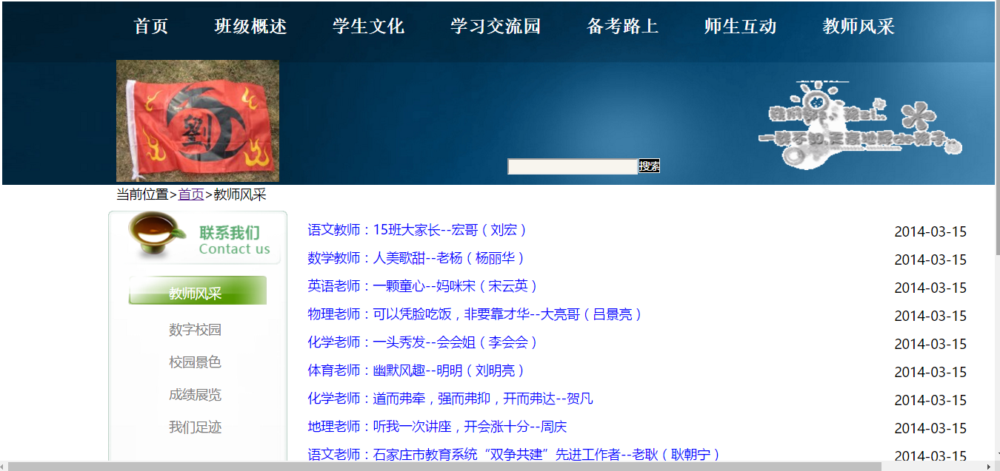 首页 班级概述 学生文化 学习交流园 备考路上 师生互动 教师风采
劉
搜索
当前位置>首页>教师风采
联系我们
Contact us
教师风采
数字校园
校园景色
成绩展览
我们足迹
语文教师：15班大家长--宏哥（刘宏） 2014-03-15
数学教师：人美歌甜--老杨（杨丽华） 2014-03-15
英语老师：一颗童心--妈咪宋（宋云英） 2014-03-15
物理老师：可以凭脸吃饭，非要靠才华--大亮哥（吕景亮） 2014-03-15
化学老师：一头秀发--会会姐（李会会） 2014-03-15
体育老师：幽默风趣--明明（刘明亮） 2014-03-15
化学老师：道而弗牵，强而弗抑，开而弗达--贺凡 2014-03-15
地理老师：听我一次讲座，开会涨十分--周庆 2014-03-15
语文老师：石家庄市教育系统“双争共建”先进工作者--老耿（耿朝宁） 2014-03-15